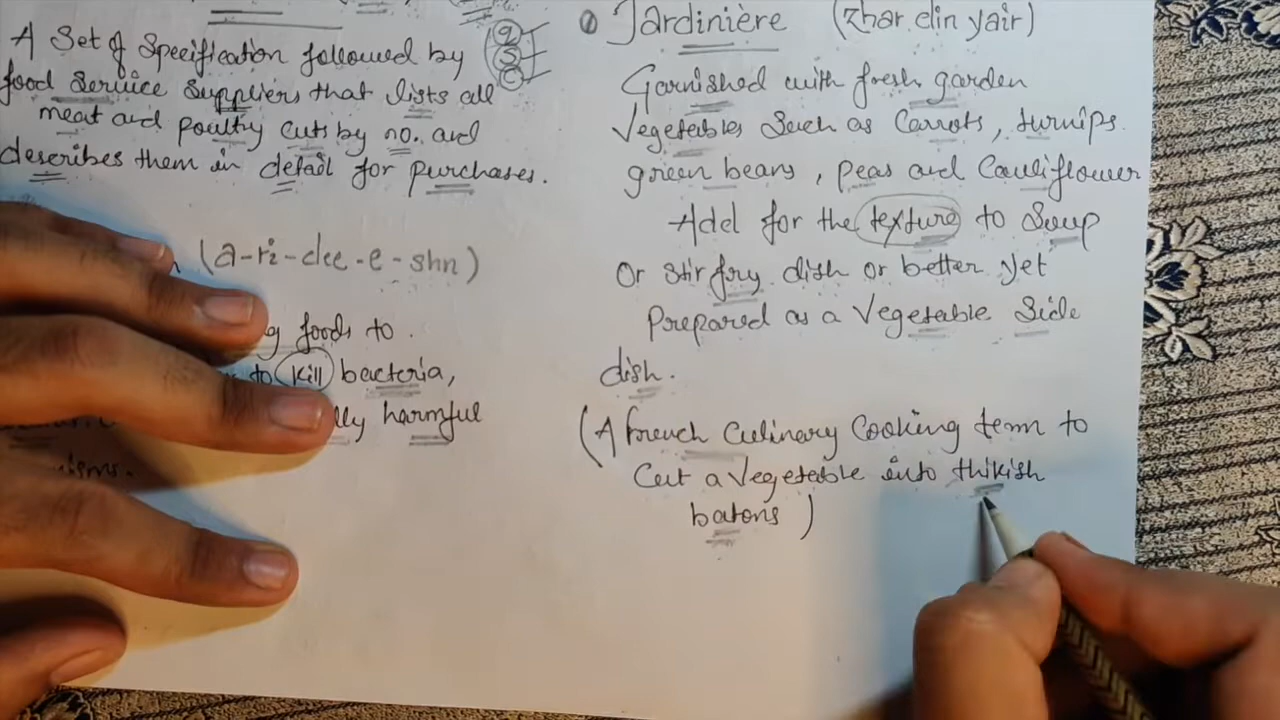 A Set of Specification followed by
food Service Suppliers that lists all
meat and poultry cuts by no. and
describes them in detail for purchases.
(a-ri-dee-e-shn)
foods to
to kill bacteria,
harmful
Jardinière (zhar din yair)
Garnished with fresh garden
Vegetables Such as Carrots, turnips.
green beans, peas and Cauliflower
Add for the texture to Soup
Or stir fry dish or better yet
Prepared as a Vegetable Side
dish.
(A french Culinary Cooking term to
Cut a Vegetable into thikish
batons)